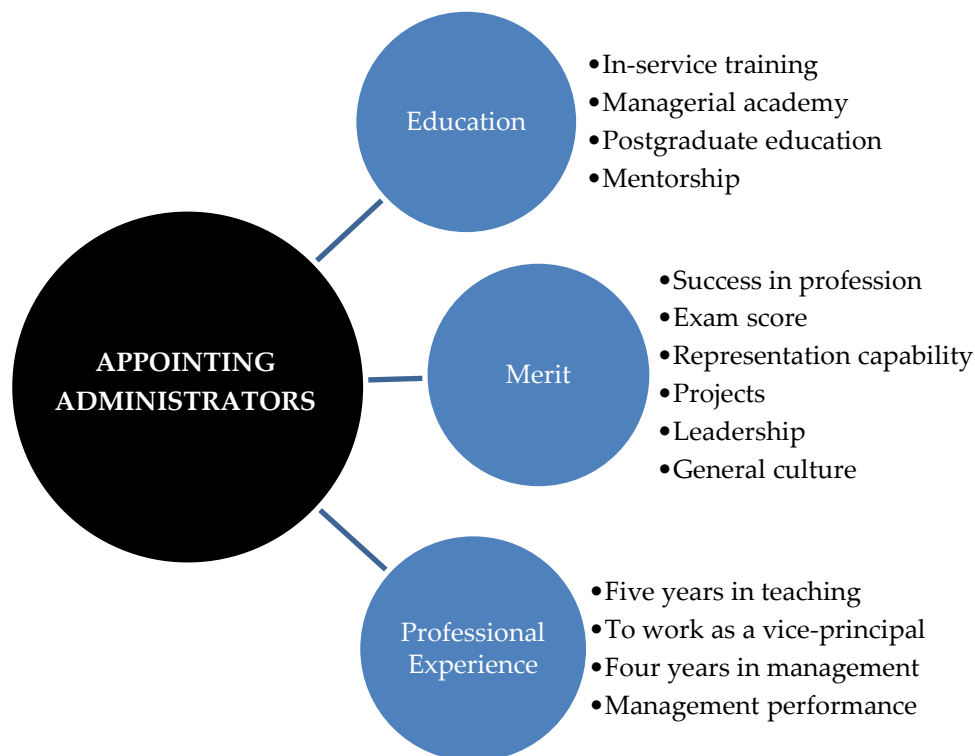 Education
•In-service training
•Managerial academy
•Postgraduate education
•Mentorship
APPOINTING
ADMINISTRATORS
Merit
•Success in profession
•Exam score
•Representation capability
•Projects
•Leadership
•General culture
Professional
Experience
•Five years in teaching
•To work as a vice-principal
•Four years in management
•Management performance